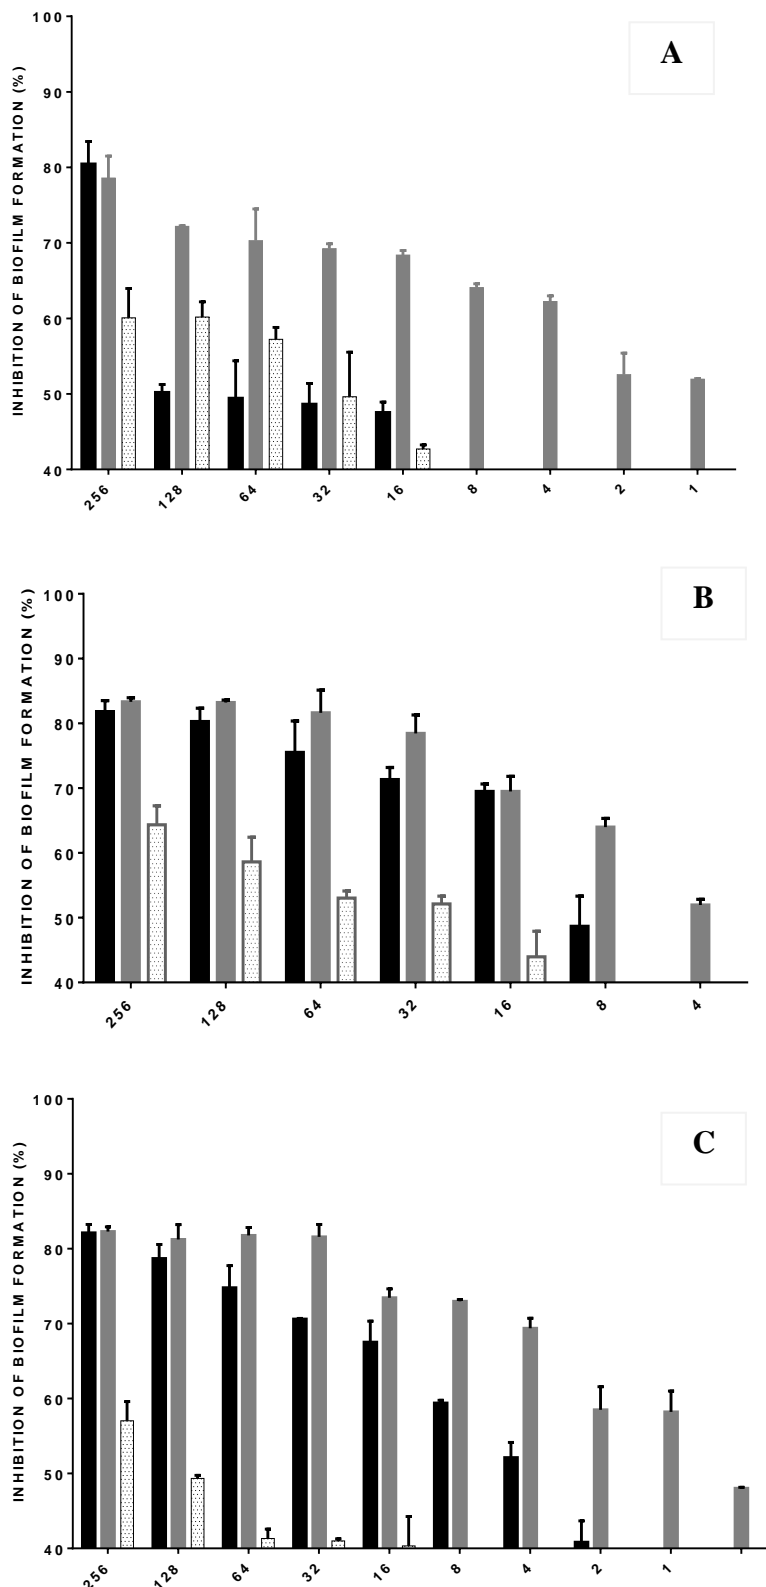 A
INHIBITION OF BIOFILM FORMATION (%)
100
90
80
70
60
50
40
256 128 64 32 16 8 4 2 1
B
INHIBITION OF BIOFILM FORMATION (%)
100
90
80
70
60
50
40
256 128 64 32 16 8 4
C
INHIBITION OF BIOFILM FORMATION (%)
100
90
80
70
60
50
40
256 128 64 32 16 8 4 2 1